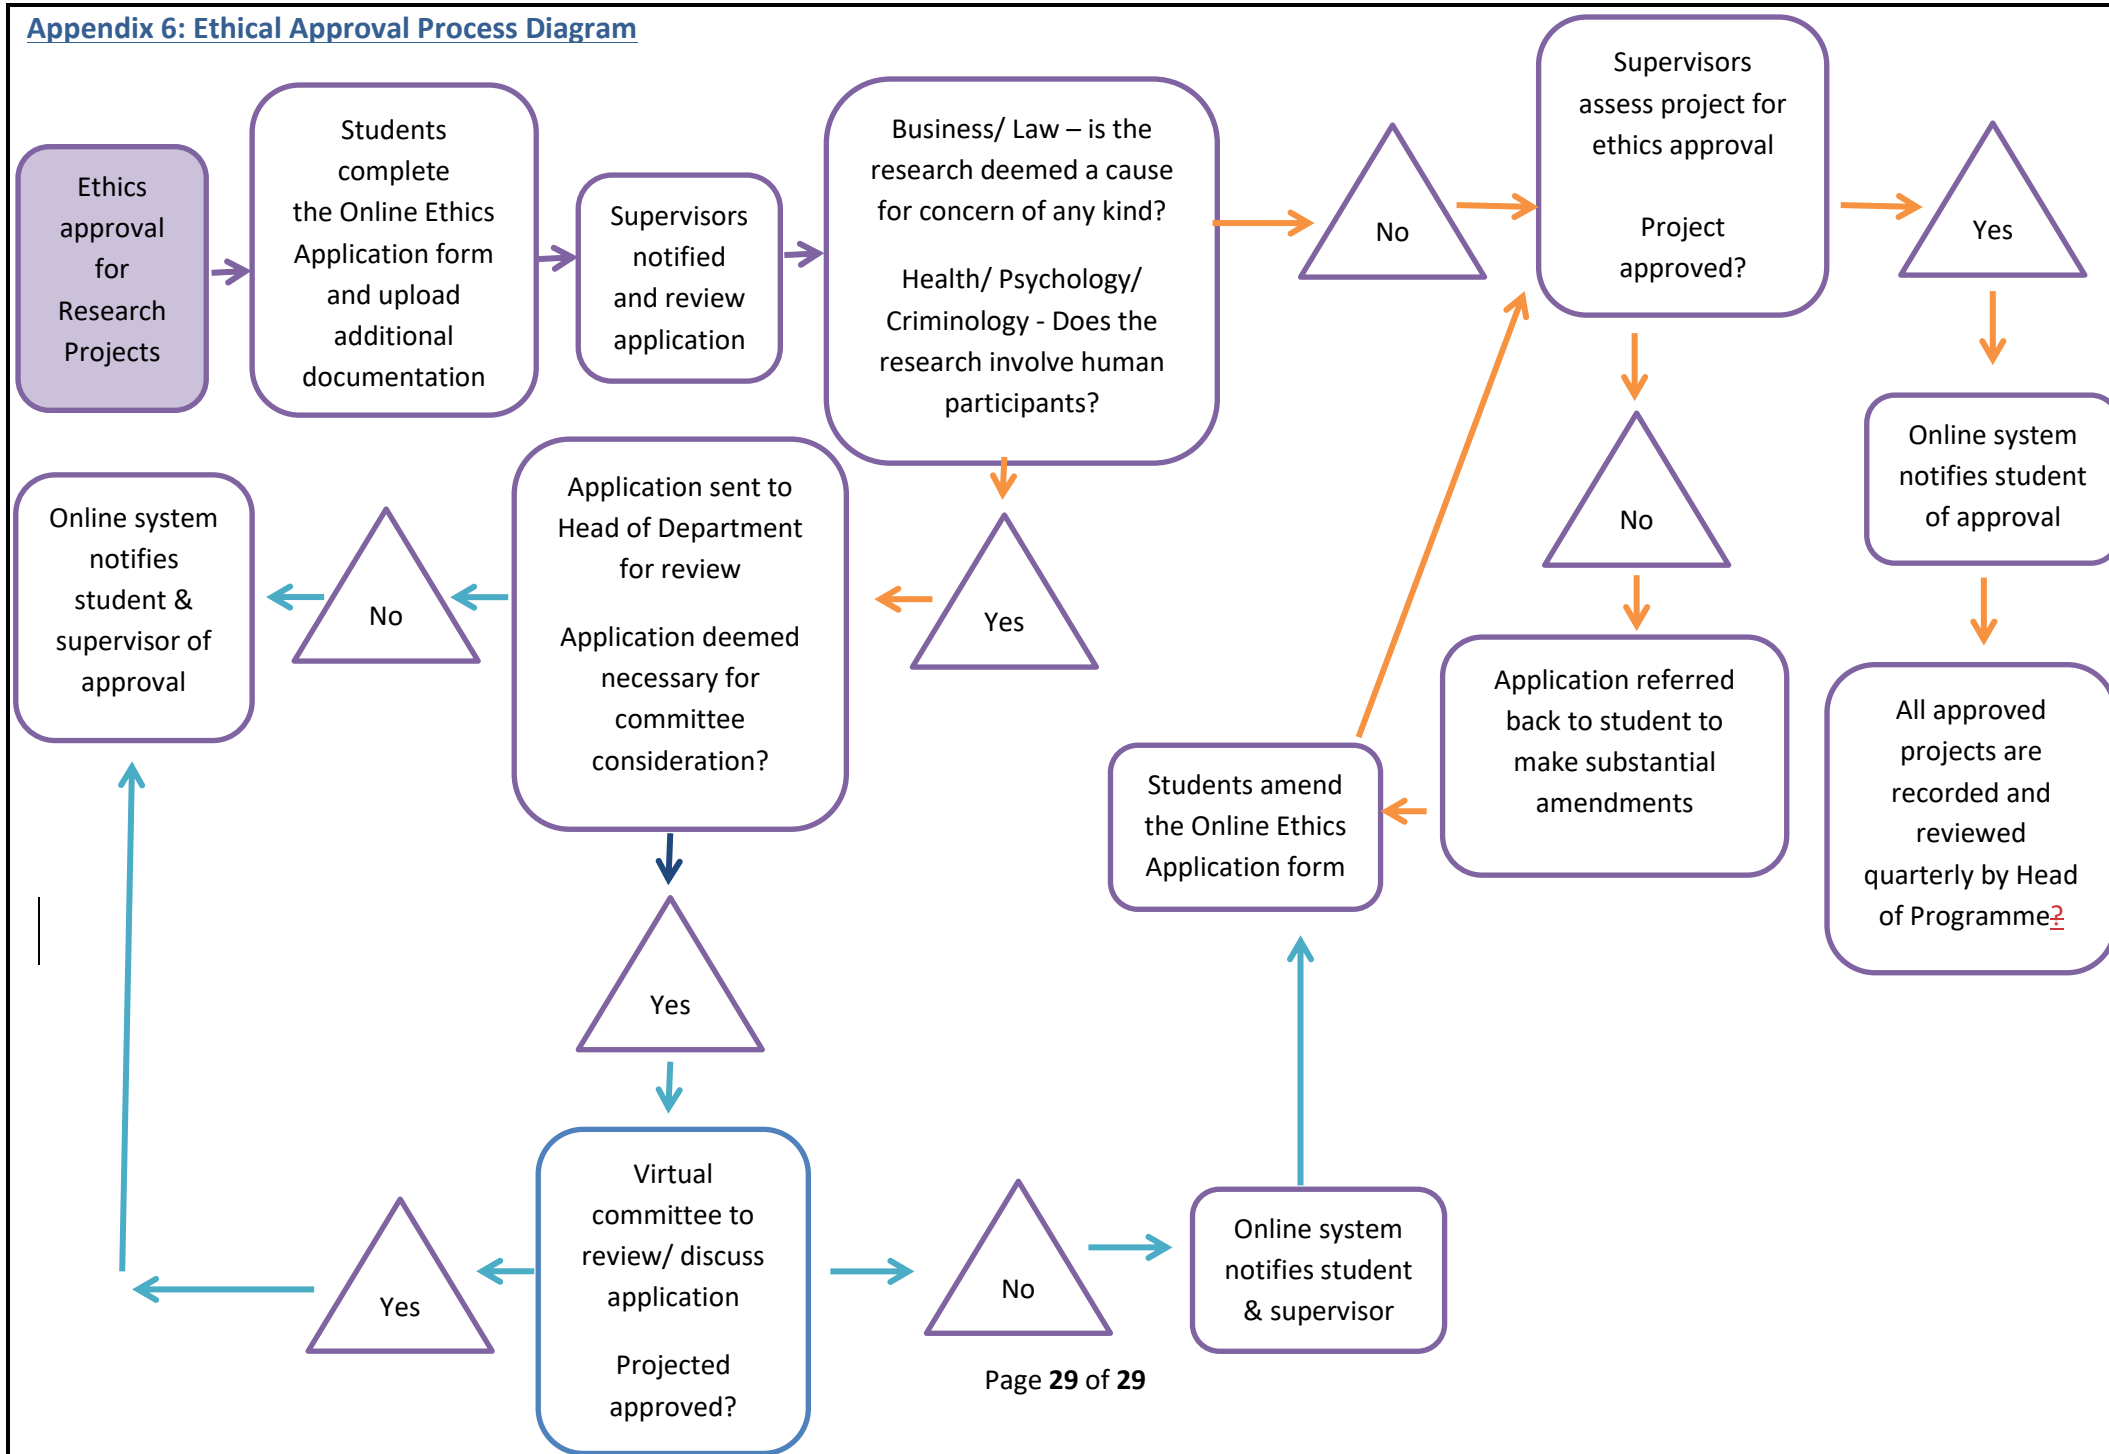 Appendix 6: Ethical Approval Process Diagram
Ethics
approval
for
Research
Projects
Students
complete
the Online Ethics
Application form
and upload
additional
documentation
Supervisors
notified
and review
application
Business/ Law – is the
research deemed a cause
for concern of any kind?
Health/ Psychology/
Criminology - Does the
research involve human
participants?
No
Supervisors
assess project for
ethics approval
Project
approved?
Yes
Online system
notifies student
of approval
All approved
projects are
recorded and
reviewed
quarterly by Head
of Programme?
No
Application referred
back to student to
make substantial
amendments
Students amend
the Online Ethics
Application form
Yes
Application sent to
Head of Department
for review
Application deemed
necessary for
committee
consideration?
No
Online system
notifies
student &
supervisor of
approval
Yes
Virtual
committee to
review/ discuss
application
Projected
approved?
Yes
No
Online system
notifies student
& supervisor
Page 29 of 29